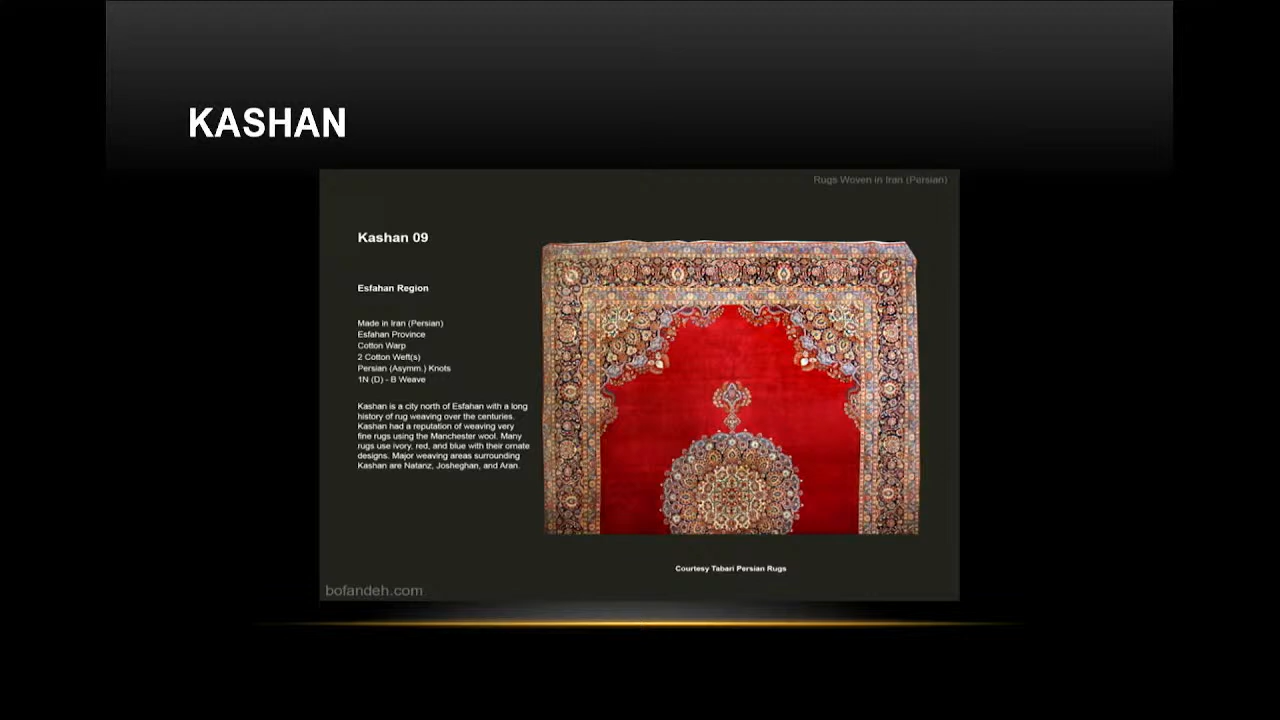 KASHAN
Rugs Woven in Iran (Persian)
Kashan 09
Esfahan Region
Made in Iran (Persian)
Esfahan Province
Cotton Warp
2 Cotton Weft(s)
Persian (Asymm.) Knots
1N (D) - B Weave
Kashan is a city north of Esfahan with a long
history of rug weaving over the centuries.
Kashan had a reputation of weaving very
fine rugs using the Manchester wool. Many
rugs use ivory, red, and blue with their ornate
designs. Major weaving areas surrounding
Kashan are Natanz, Josheghan, and Aran.
Courtesy Tabari Persian Rugs
bofandeh.com